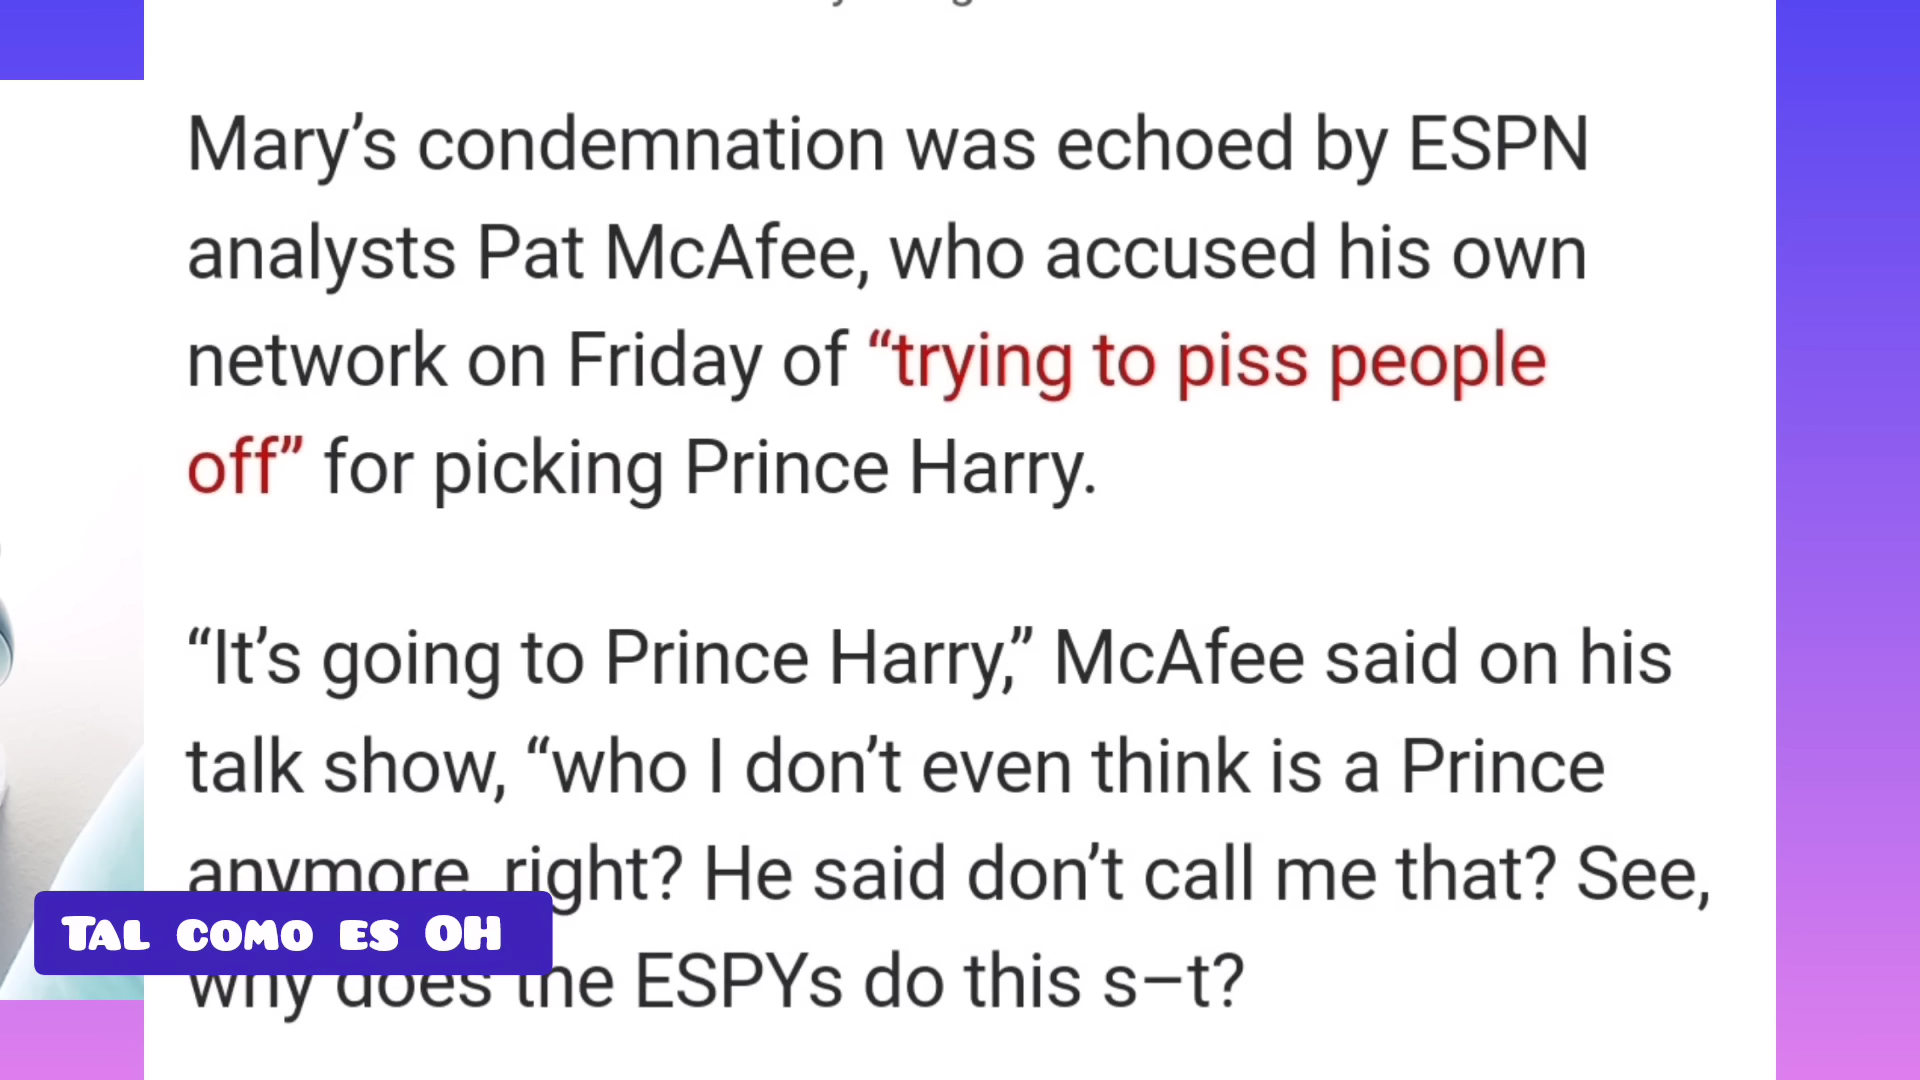 Mary’s condemnation was echoed by ESPN
analysts Pat McAfee, who accused his own
network on Friday of “trying to piss people
off” for picking Prince Harry.
“It’s going to Prince Harry,” McAfee said on his
talk show, “who I don’t even think is a Prince
anymore, right? He said don’t call me that? See,
TAL COMO ES OH
why does the ESPYs do this s–t?